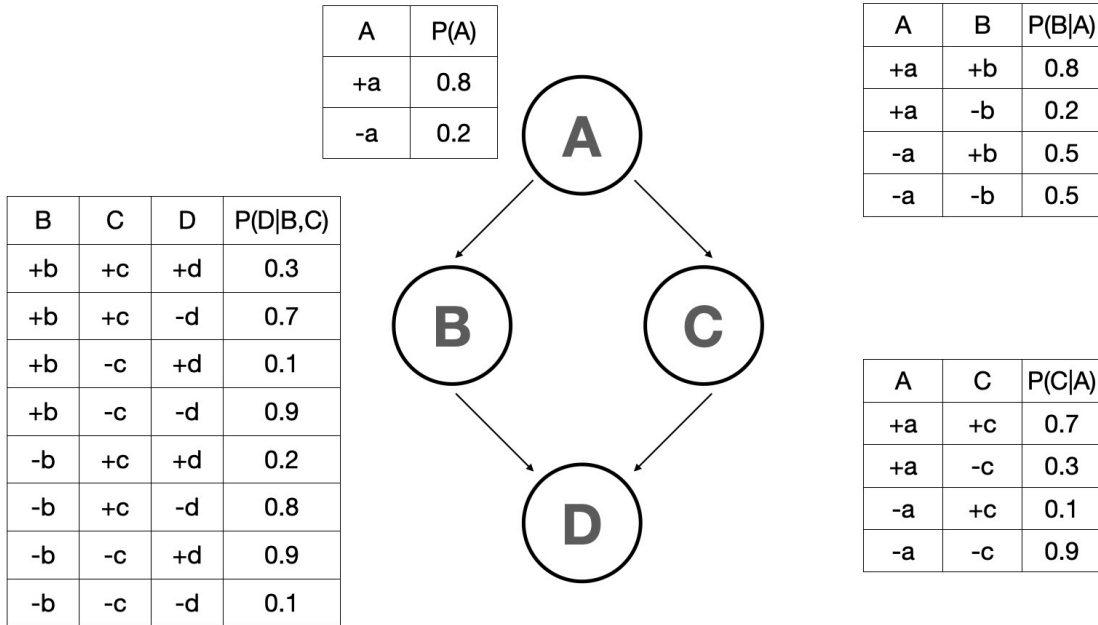 A P(A)
+a 0.8
-a 0.2
A B P(B|A)
+a +b 0.8
+a -b 0.2
-a +b 0.5
-a -b 0.5
A
B C D P(D|B,C)
+b +c +d 0.3
+b +c -d 0.7
+b -c +d 0.1
+b -c -d 0.9
-b +c +d 0.2
-b +c -d 0.8
-b -c +d 0.9
-b -c -d 0.1
B
C
A C P(C|A)
+a +c 0.7
+a -c 0.3
-a +c 0.1
-a -c 0.9
D